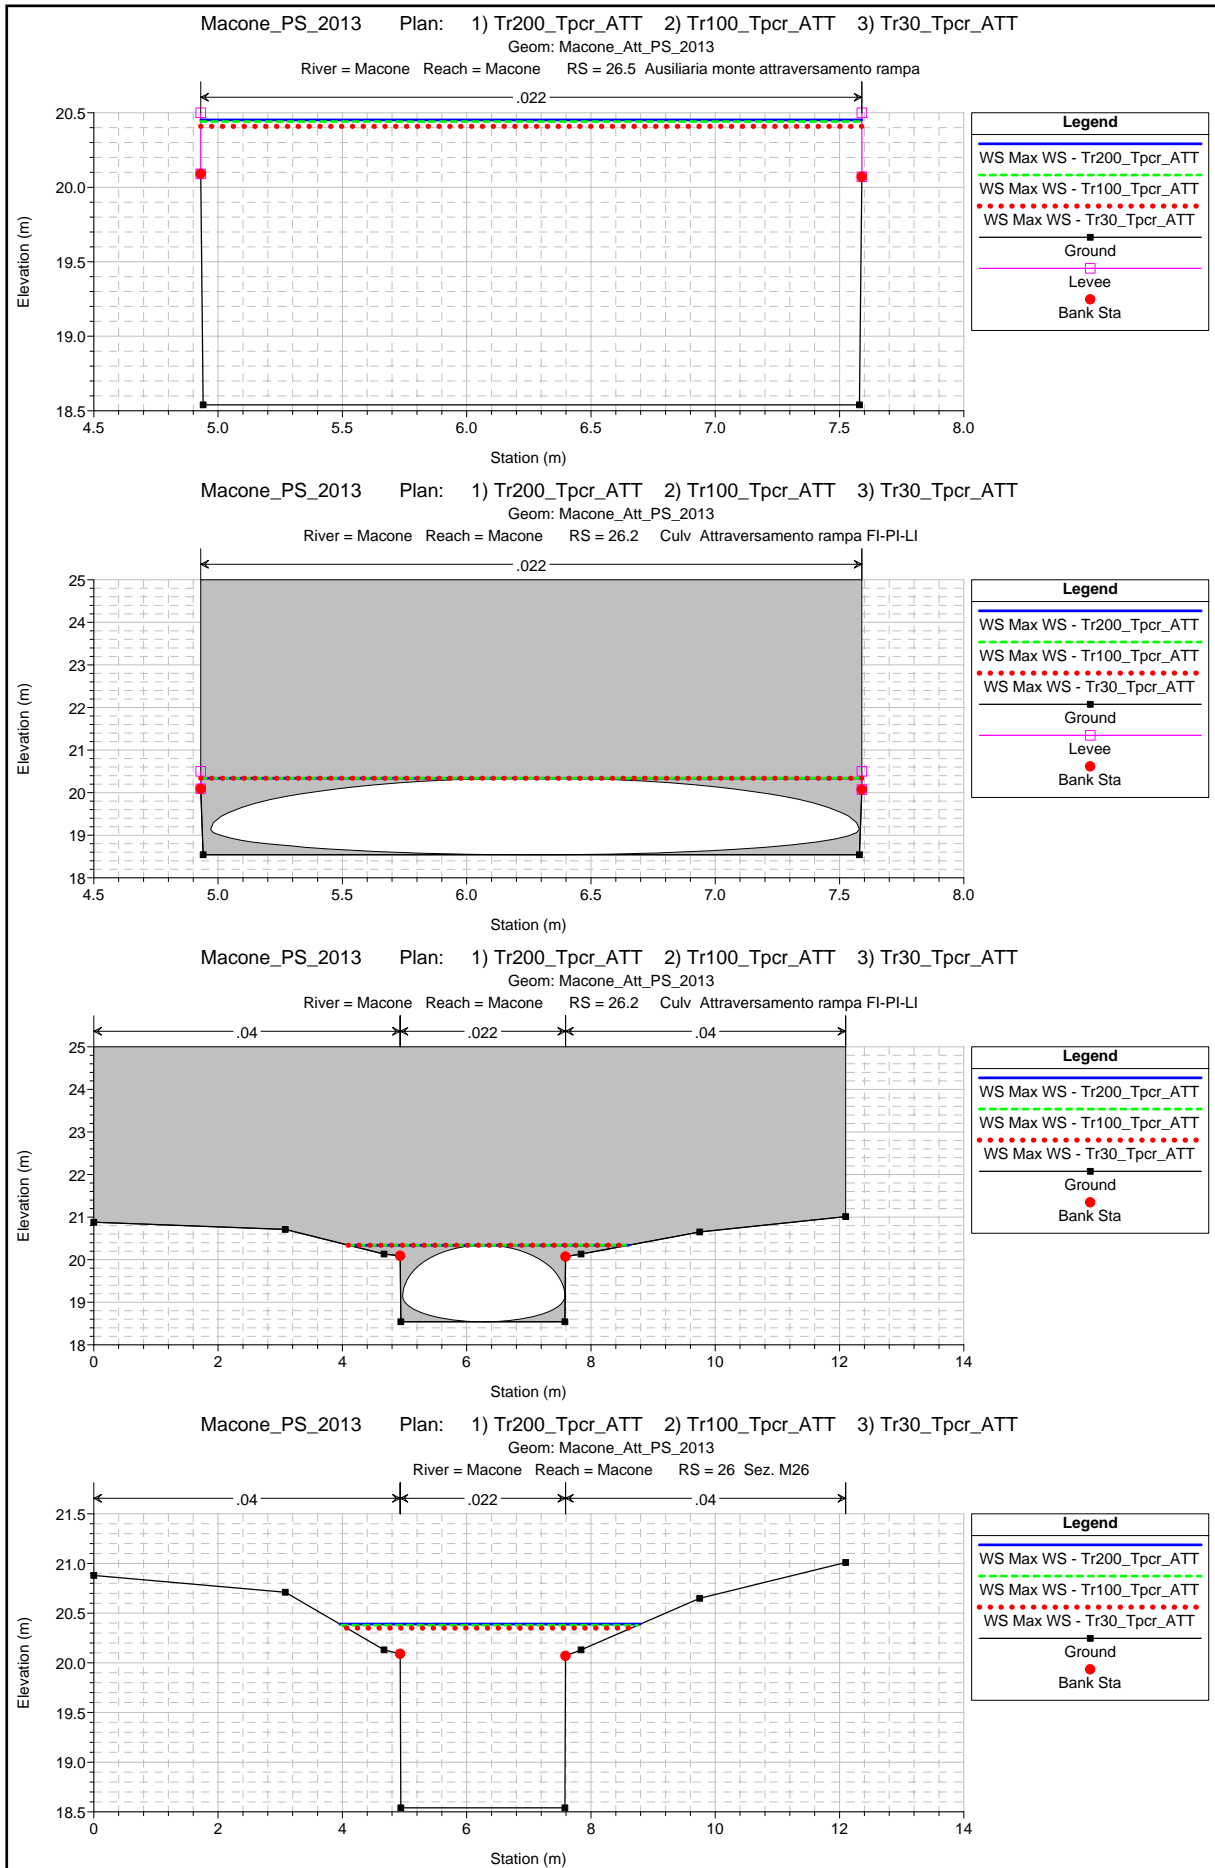 Macone_PS_2013 Plan: 1) Tr200_Tpcr_ATT 2) Tr100_Tpcr_ATT 3) Tr30_Tpcr_ATT
Geom: Macone_Att_PS_2013
River = Macone Reach = Macone RS = 26.5 Ausiliaria monte attraversamento rampa
.022
20.5
20.0
19.5
19.0
18.5
Elevation (m)
4.5 5.0 5.5 6.0 6.5 7.0 7.5 8.0
Station (m)
Legend
WS Max WS - Tr200_Tpcr_ATT
WS Max WS - Tr100_Tpcr_ATT
WS Max WS - Tr30_Tpcr_ATT
Ground
Levee
Bank Sta
Macone_PS_2013 Plan: 1) Tr200_Tpcr_ATT 2) Tr100_Tpcr_ATT 3) Tr30_Tpcr_ATT
Geom: Macone_Att_PS_2013
River = Macone Reach = Macone RS = 26.2 Culv Attraversamento rampa FI-PI-LI
.022
25
24
23
22
21
20
19
18
Elevation (m)
4.5 5.0 5.5 6.0 6.5 7.0 7.5 8.0
Station (m)
Legend
WS Max WS - Tr200_Tpcr_ATT
WS Max WS - Tr100_Tpcr_ATT
WS Max WS - Tr30_Tpcr_ATT
Ground
Levee
Bank Sta
Macone_PS_2013 Plan: 1) Tr200_Tpcr_ATT 2) Tr100_Tpcr_ATT 3) Tr30_Tpcr_ATT
Geom: Macone_Att_PS_2013
River = Macone Reach = Macone RS = 26.2 Culv Attraversamento rampa FI-PI-LI
.04 .022 .04
25
24
23
22
21
20
19
18
Elevation (m)
0 2 4 6 8 10 12 14
Station (m)
Legend
WS Max WS - Tr200_Tpcr_ATT
WS Max WS - Tr100_Tpcr_ATT
WS Max WS - Tr30_Tpcr_ATT
Ground
Bank Sta
Macone_PS_2013 Plan: 1) Tr200_Tpcr_ATT 2) Tr100_Tpcr_ATT 3) Tr30_Tpcr_ATT
Geom: Macone_Att_PS_2013
River = Macone Reach = Macone RS = 26 Sez. M26
.04 .022 .04
21.5
21.0
20.5
20.0
19.5
19.0
18.5
Elevation (m)
0 2 4 6 8 10 12 14
Station (m)
Legend
WS Max WS - Tr200_Tpcr_ATT
WS Max WS - Tr100_Tpcr_ATT
WS Max WS - Tr30_Tpcr_ATT
Ground
Bank Sta